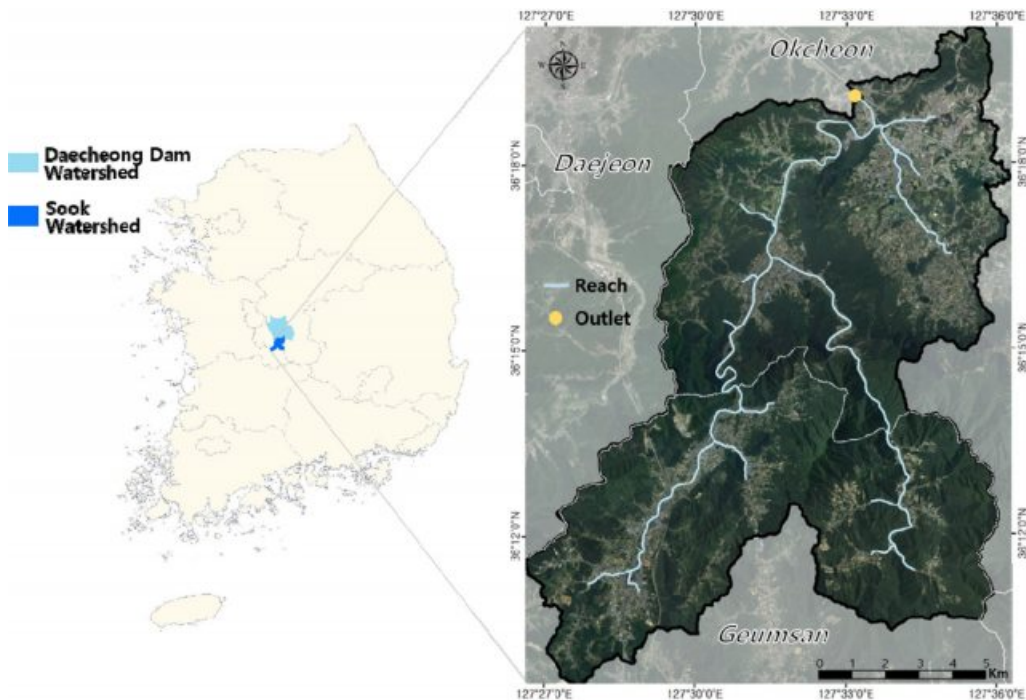 Daecheong Dam
Watershed
Sook
Watershed
127°27'0"E
127°30'0"E
127°33'0"E
127°36'0"E
N
W
E
S
Okcheon
Daejeon
36°18'0"N
36°18'0"N
Reach
Outlet
36°15'0"N
36°15'0"N
36°12'0"N
36°12'0"N
Geumsan
0 1 2 3 4 5
Km
127°27'0"E
127°30'0"E
127°33'0"E
127°36'0"E